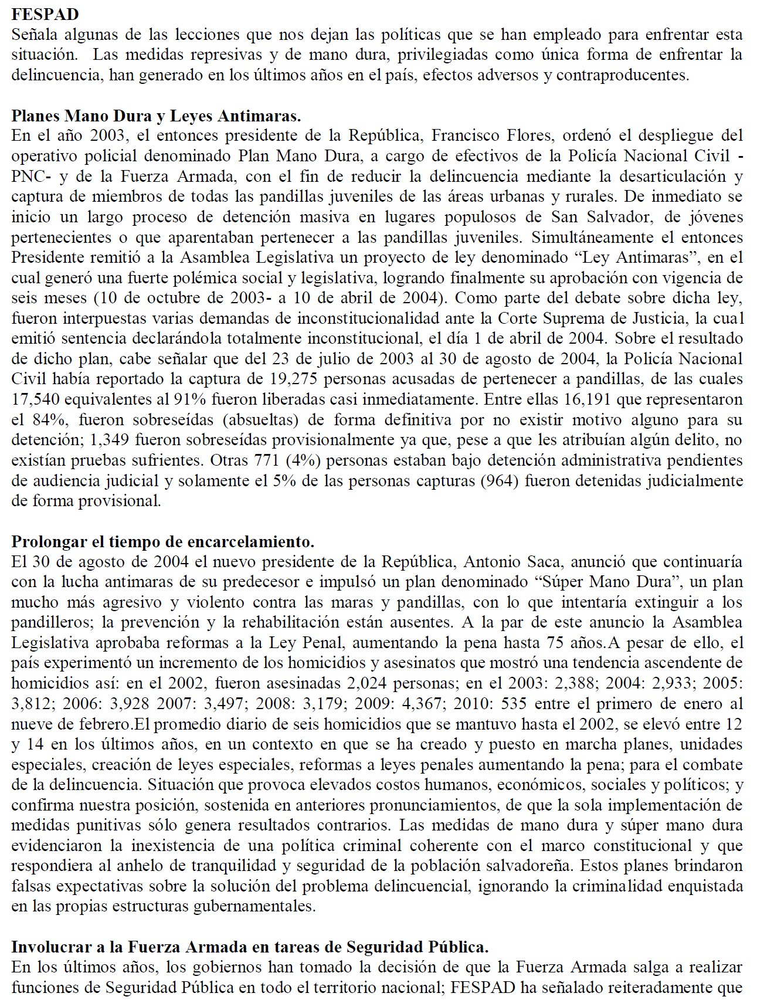 FESPAD
Señala algunas de las lecciones que nos dejan las políticas que se han empleado para enfrentar esta
situación.  Las medidas represivas y de mano dura, privilegiadas como única forma de enfrentar la
delincuencia, han generado en los últimos años en el país, efectos adversos y contraproducentes.
Planes Mano Dura y Leyes Antimaras.
En el año 2003, el entonces presidente de la República, Francisco Flores, ordenó el despliegue del
operativo policial denominado Plan Mano Dura, a cargo de efectivos de la Policía Nacional Civil -
PNC- y de la Fuerza Armada, con el fin de reducir la delincuencia mediante la desarticulación y
captura de miembros de todas las pandillas juveniles de las áreas urbanas y rurales. De inmediato se
inicio un largo proceso de detención masiva en lugares populosos de San Salvador, de jóvenes
pertenecientes o que aparentaban pertenecer a las pandillas juveniles. Simultáneamente el entonces
Presidente remitió a la Asamblea Legislativa un proyecto de ley denominado “Ley Antimaras”, en el
cual generó una fuerte polémica social y legislativa, logrando finalmente su aprobación con vigencia de
seis meses (10 de octubre de 2003- a 10 de abril de 2004). Como parte del debate sobre dicha ley,
fueron interpuestas varias demandas de inconstitucionalidad ante la Corte Suprema de Justicia, la cual
emitió sentencia declarándola totalmente inconstitucional, el día 1 de abril de 2004. Sobre el resultado
de dicho plan, cabe señalar que del 23 de julio de 2003 al 30 de agosto de 2004, la Policía Nacional
Civil había reportado la captura de 19,275 personas acusadas de pertenecer a pandillas, de las cuales
17,540 equivalentes al 91% fueron liberadas casi inmediatamente. Entre ellas 16,191 que representaron
el 84%, fueron sobreseídas (absueltas) de forma definitiva por no existir motivo alguno para su
detención; 1,349 fueron sobreseídas provisionalmente ya que, pese a que les atribuían algún delito, no
existían pruebas sufrientes. Otras 771 (4%) personas estaban bajo detención administrativa pendientes
de audiencia judicial y solamente el 5% de las personas capturas (964) fueron detenidas judicialmente
de forma provisional.
Prolongar el tiempo de encarcelamiento.
El 30 de agosto de 2004 el nuevo presidente de la República, Antonio Saca, anunció que continuaría
con la lucha antimaras de su predecesor e impulsó un plan denominado “Súper Mano Dura”, un plan
mucho más agresivo y violento contra las maras y pandillas, con lo que intentaría extinguir a los
pandilleros; la prevención y la rehabilitación están ausentes. A la par de este anuncio la Asamblea
Legislativa aprobaba reformas a la Ley Penal, aumentando la pena hasta 75 años.A pesar de ello, el
país experimentó un incremento de los homicidios y asesinatos que mostró una tendencia ascendente de
homicidios así: en el 2002, fueron asesinadas 2,024 personas; en el 2003: 2,388; 2004: 2,933; 2005:
3,812; 2006: 3,928 2007: 3,497; 2008: 3,179; 2009: 4,367; 2010: 535 entre el primero de enero al
nueve de febrero.El promedio diario de seis homicidios que se mantuvo hasta el 2002, se elevó entre 12
y 14 en los últimos años, en un contexto en que se ha creado y puesto en marcha planes, unidades
especiales, creación de leyes especiales, reformas a leyes penales aumentando la pena; para el combate
de la delincuencia. Situación que provoca elevados costos humanos, económicos, sociales y políticos; y
confirma nuestra posición, sostenida en anteriores pronunciamientos, de que la sola implementación de
medidas punitivas sólo genera resultados contrarios. Las medidas de mano dura y súper mano dura
evidenciaron la inexistencia de una política criminal coherente con el marco constitucional y que
respondiera al anhelo de tranquilidad y seguridad de la población salvadoreña. Estos planes brindaron
falsas expectativas sobre la solución del problema delincuencial, ignorando la criminalidad enquistada
en las propias estructuras gubernamentales.
Involucrar a la Fuerza Armada en tareas de Seguridad Pública.
En los últimos años, los gobiernos han tomado la decisión de que la Fuerza Armada salga a realizar
funciones de Seguridad Pública en todo el territorio nacional; FESPAD ha señalado reiteradamente que